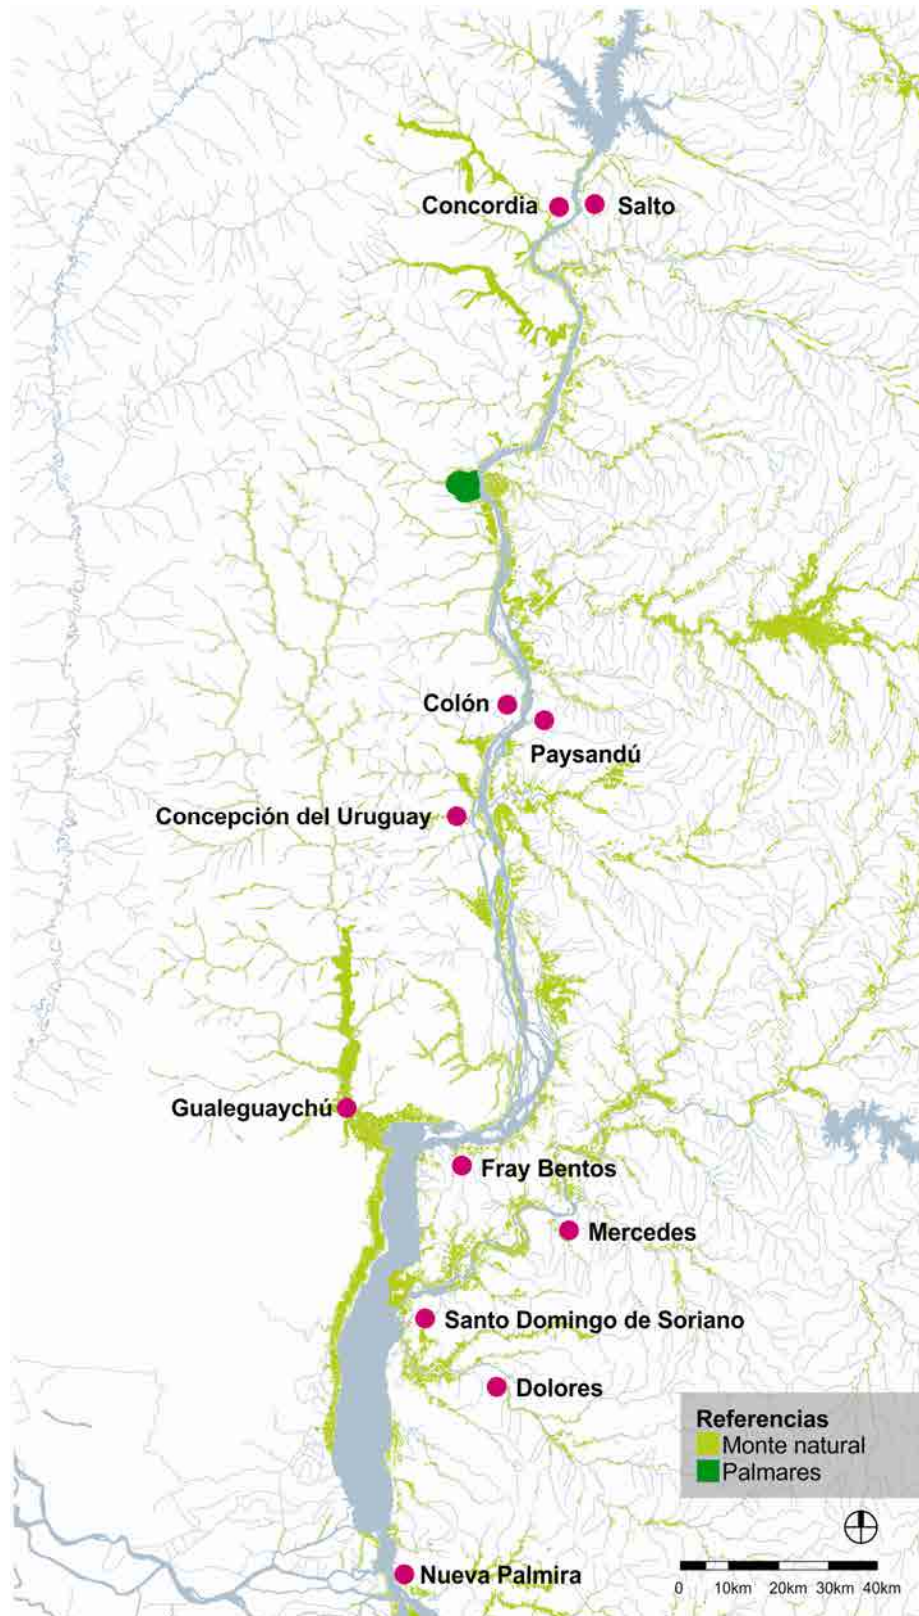 Concordia
Salto
Colón
Paysandú
Concepción del Uruguay
Gualeguaychú
Fray Bentos
Mercedes
Santo Domingo de Soriano
Dolores
Referencias
Monte natural
Palmares
Nueva Palmira
0 10km 20km 30km 40km